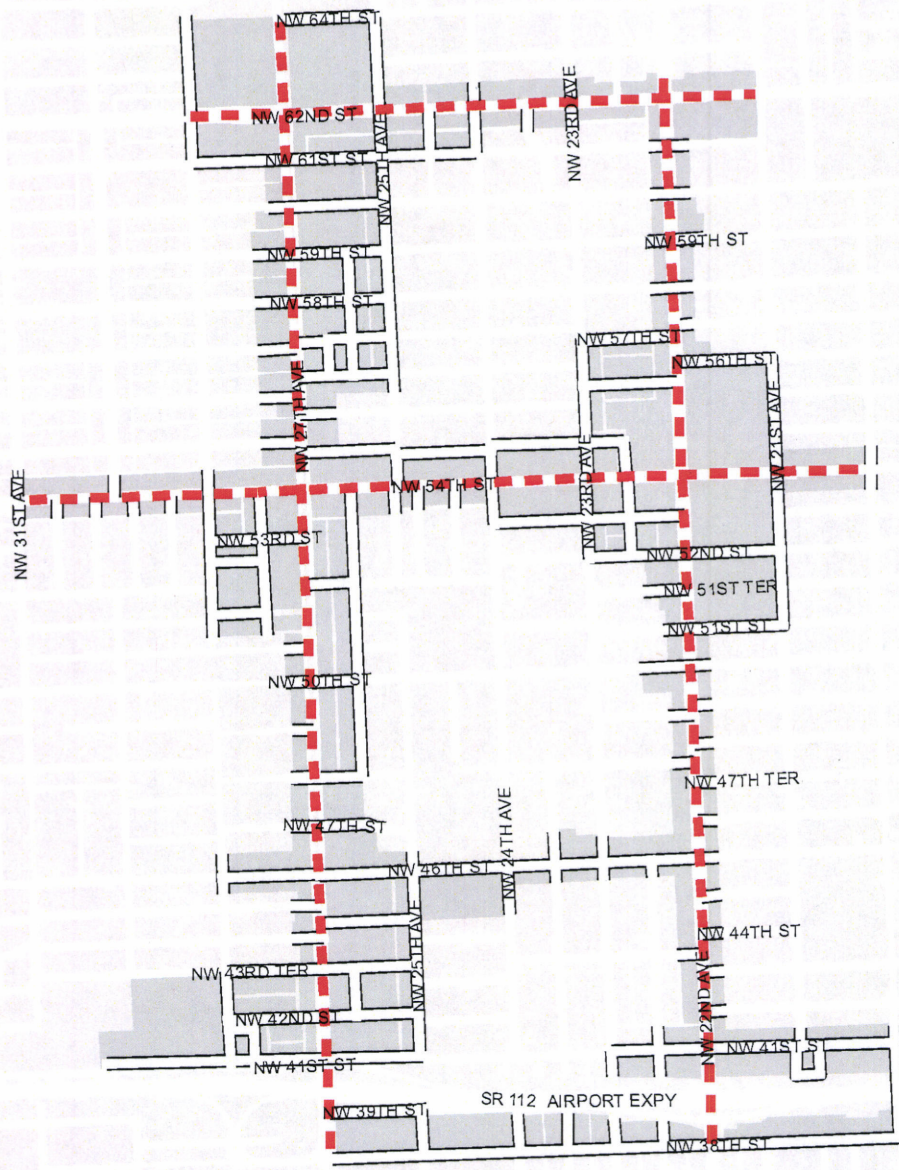 NW 64TH ST
NW 62ND ST
NW 23RD AVE
NW 61ST ST
NW 25TH AVE
NW 59TH ST
NW 59TH ST
NW 58TH ST
NW 57TH ST
NW 56TH ST
NW 27TH AVE
NW 21ST AVE
NW 31ST AVE
NW 54TH ST
NW 23RD AVE
NW 53RD ST
NW 52ND ST
NW 51ST TER
NW 51ST ST
NW 50TH ST
NW 47TH TER
NW 47TH ST
NW 24TH AVE
NW 46TH ST
NW 44TH ST
NW 25TH AVE
NW 43RD TER
NW 22ND AVE
NW 42ND ST
NW 41ST ST
NW 41ST ST
SR 112 AIRPORT EXPY
NW 39TH ST
NW 38TH ST